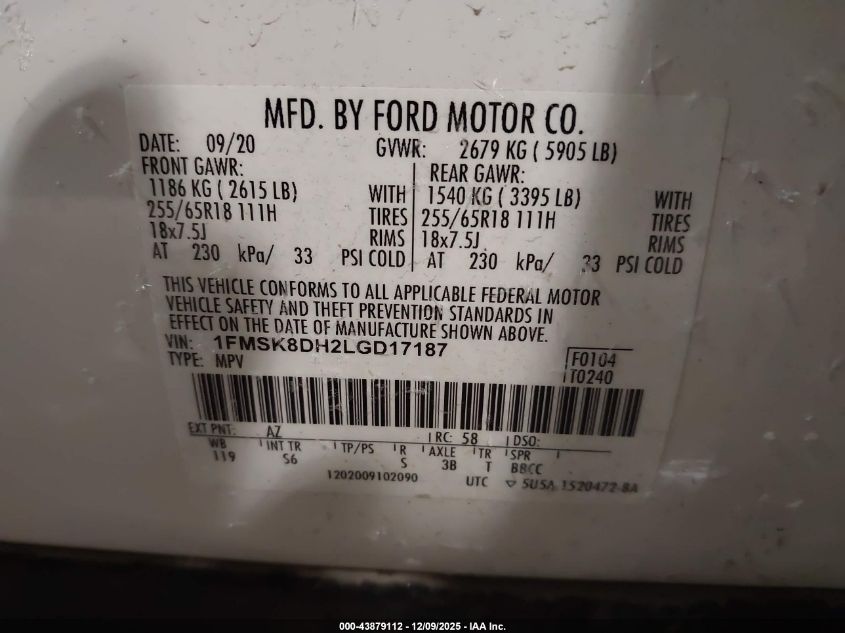 MFD. BY FORD MOTOR CO.
DATE: 09/20 GVWR: 2679 KG ( 5905 LB)
FRONT GAWR: REAR GAWR:
1186 KG ( 2615 LB) WITH 1540 KG ( 3395 LB) WITH
255/65R18 111H TIRES 255/65R18 111H TIRES
18x7.5J RIMS 18x7.5J RIMS
AT 230 kPa/ 33 PSI COLD AT 230 kPa/ 33 PSI COLD
THIS VEHICLE CONFORMS TO ALL APPLICABLE FEDERAL MOTOR
VEHICLE SAFETY AND THEFT PREVENTION STANDARDS IN
EFFECT ON THE DATE OF MANUFACTURE SHOWN ABOVE.
VIN: 1FMSK8DH2LGD17187
TYPE: MPV F0104
T0240
EXT PNT: AZ RC: 58 DSO:
WB INT TR TP/PS R AXLE TR SPR
119 S6 S 3B T BBCC
1202009102090 UTC ▽ 5U5A 1520472-BA
000-43879112 - 12/09/2025 - IAA Inc.